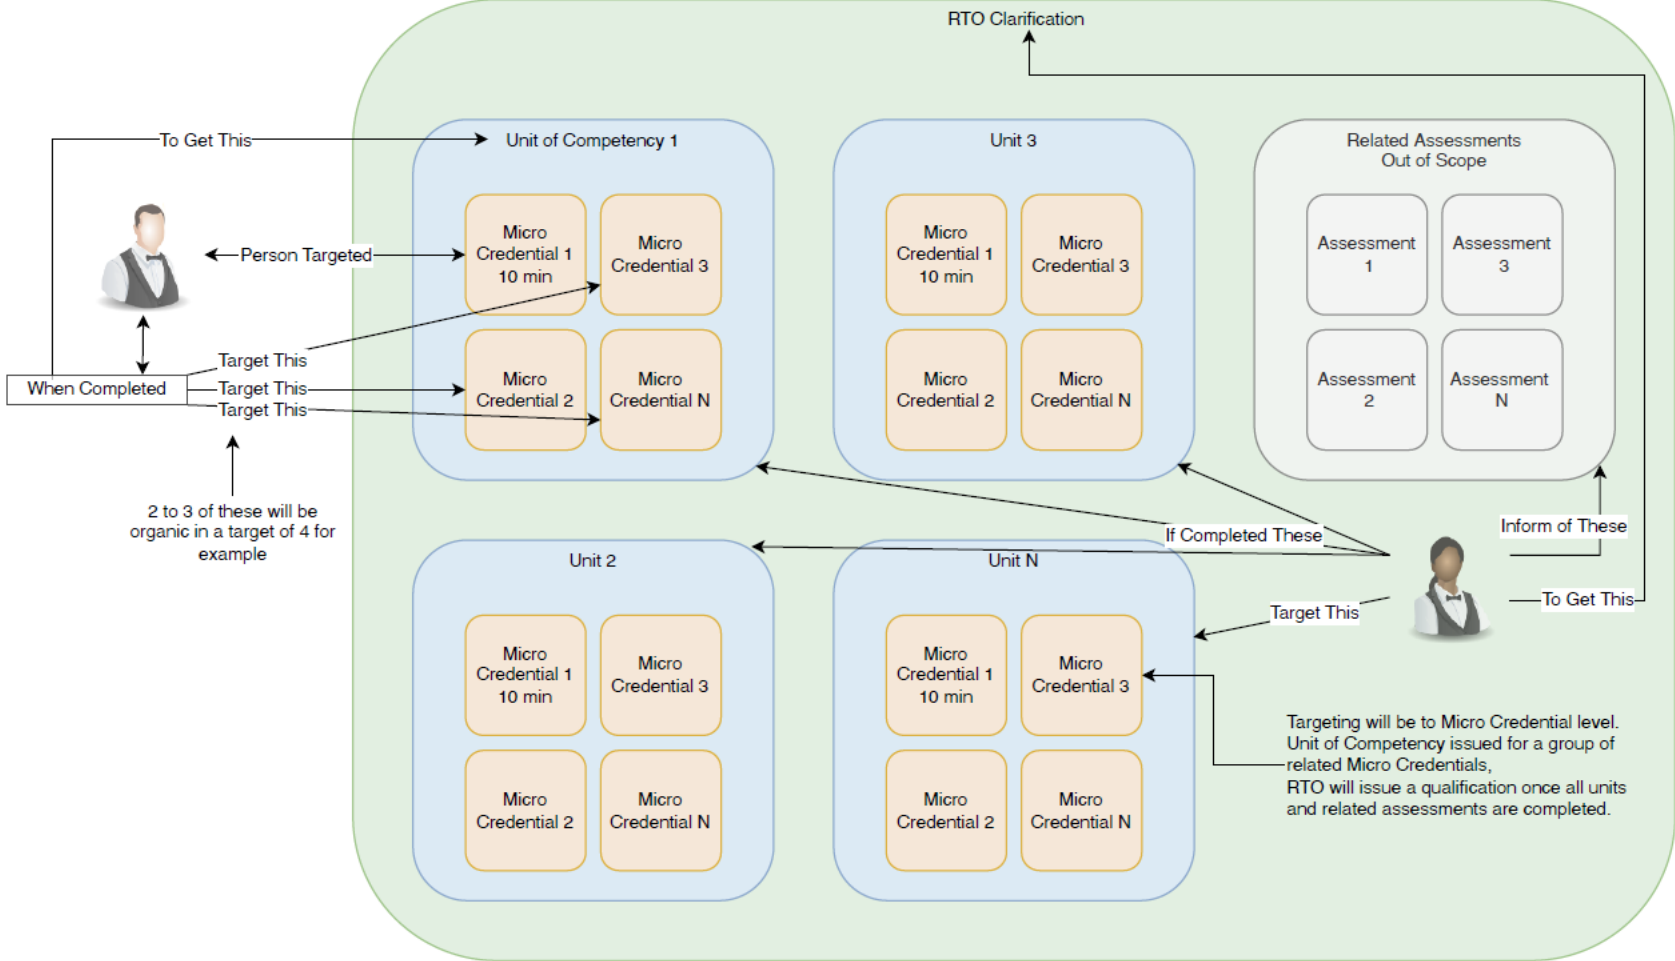 RTO Clarification
To Get This
Unit of Competency 1
Micro
Credential 1
10 min
Micro
Credential 3
Micro
Credential 2
Micro
Credential N
Unit 3
Micro
Credential 1
10 min
Micro
Credential 3
Micro
Credential 2
Micro
Credential N
Related Assessments
Out of Scope
Assessment
1
Assessment
3
Assessment
2
Assessment
N
Person Targeted
Target This
When Completed
Target This
Target This
2 to 3 of these will be
organic in a target of 4 for
example
If Completed These
Inform of These
To Get This
Target This
Unit 2
Micro
Credential 1
10 min
Micro
Credential 3
Micro
Credential 2
Micro
Credential N
Unit N
Micro
Credential 1
10 min
Micro
Credential 3
Micro
Credential 2
Micro
Credential N
Targeting will be to Micro Credential level.
Unit of Competency issued for a group of
related Micro Credentials,
RTO will issue a qualification once all units
and related assessments are completed.